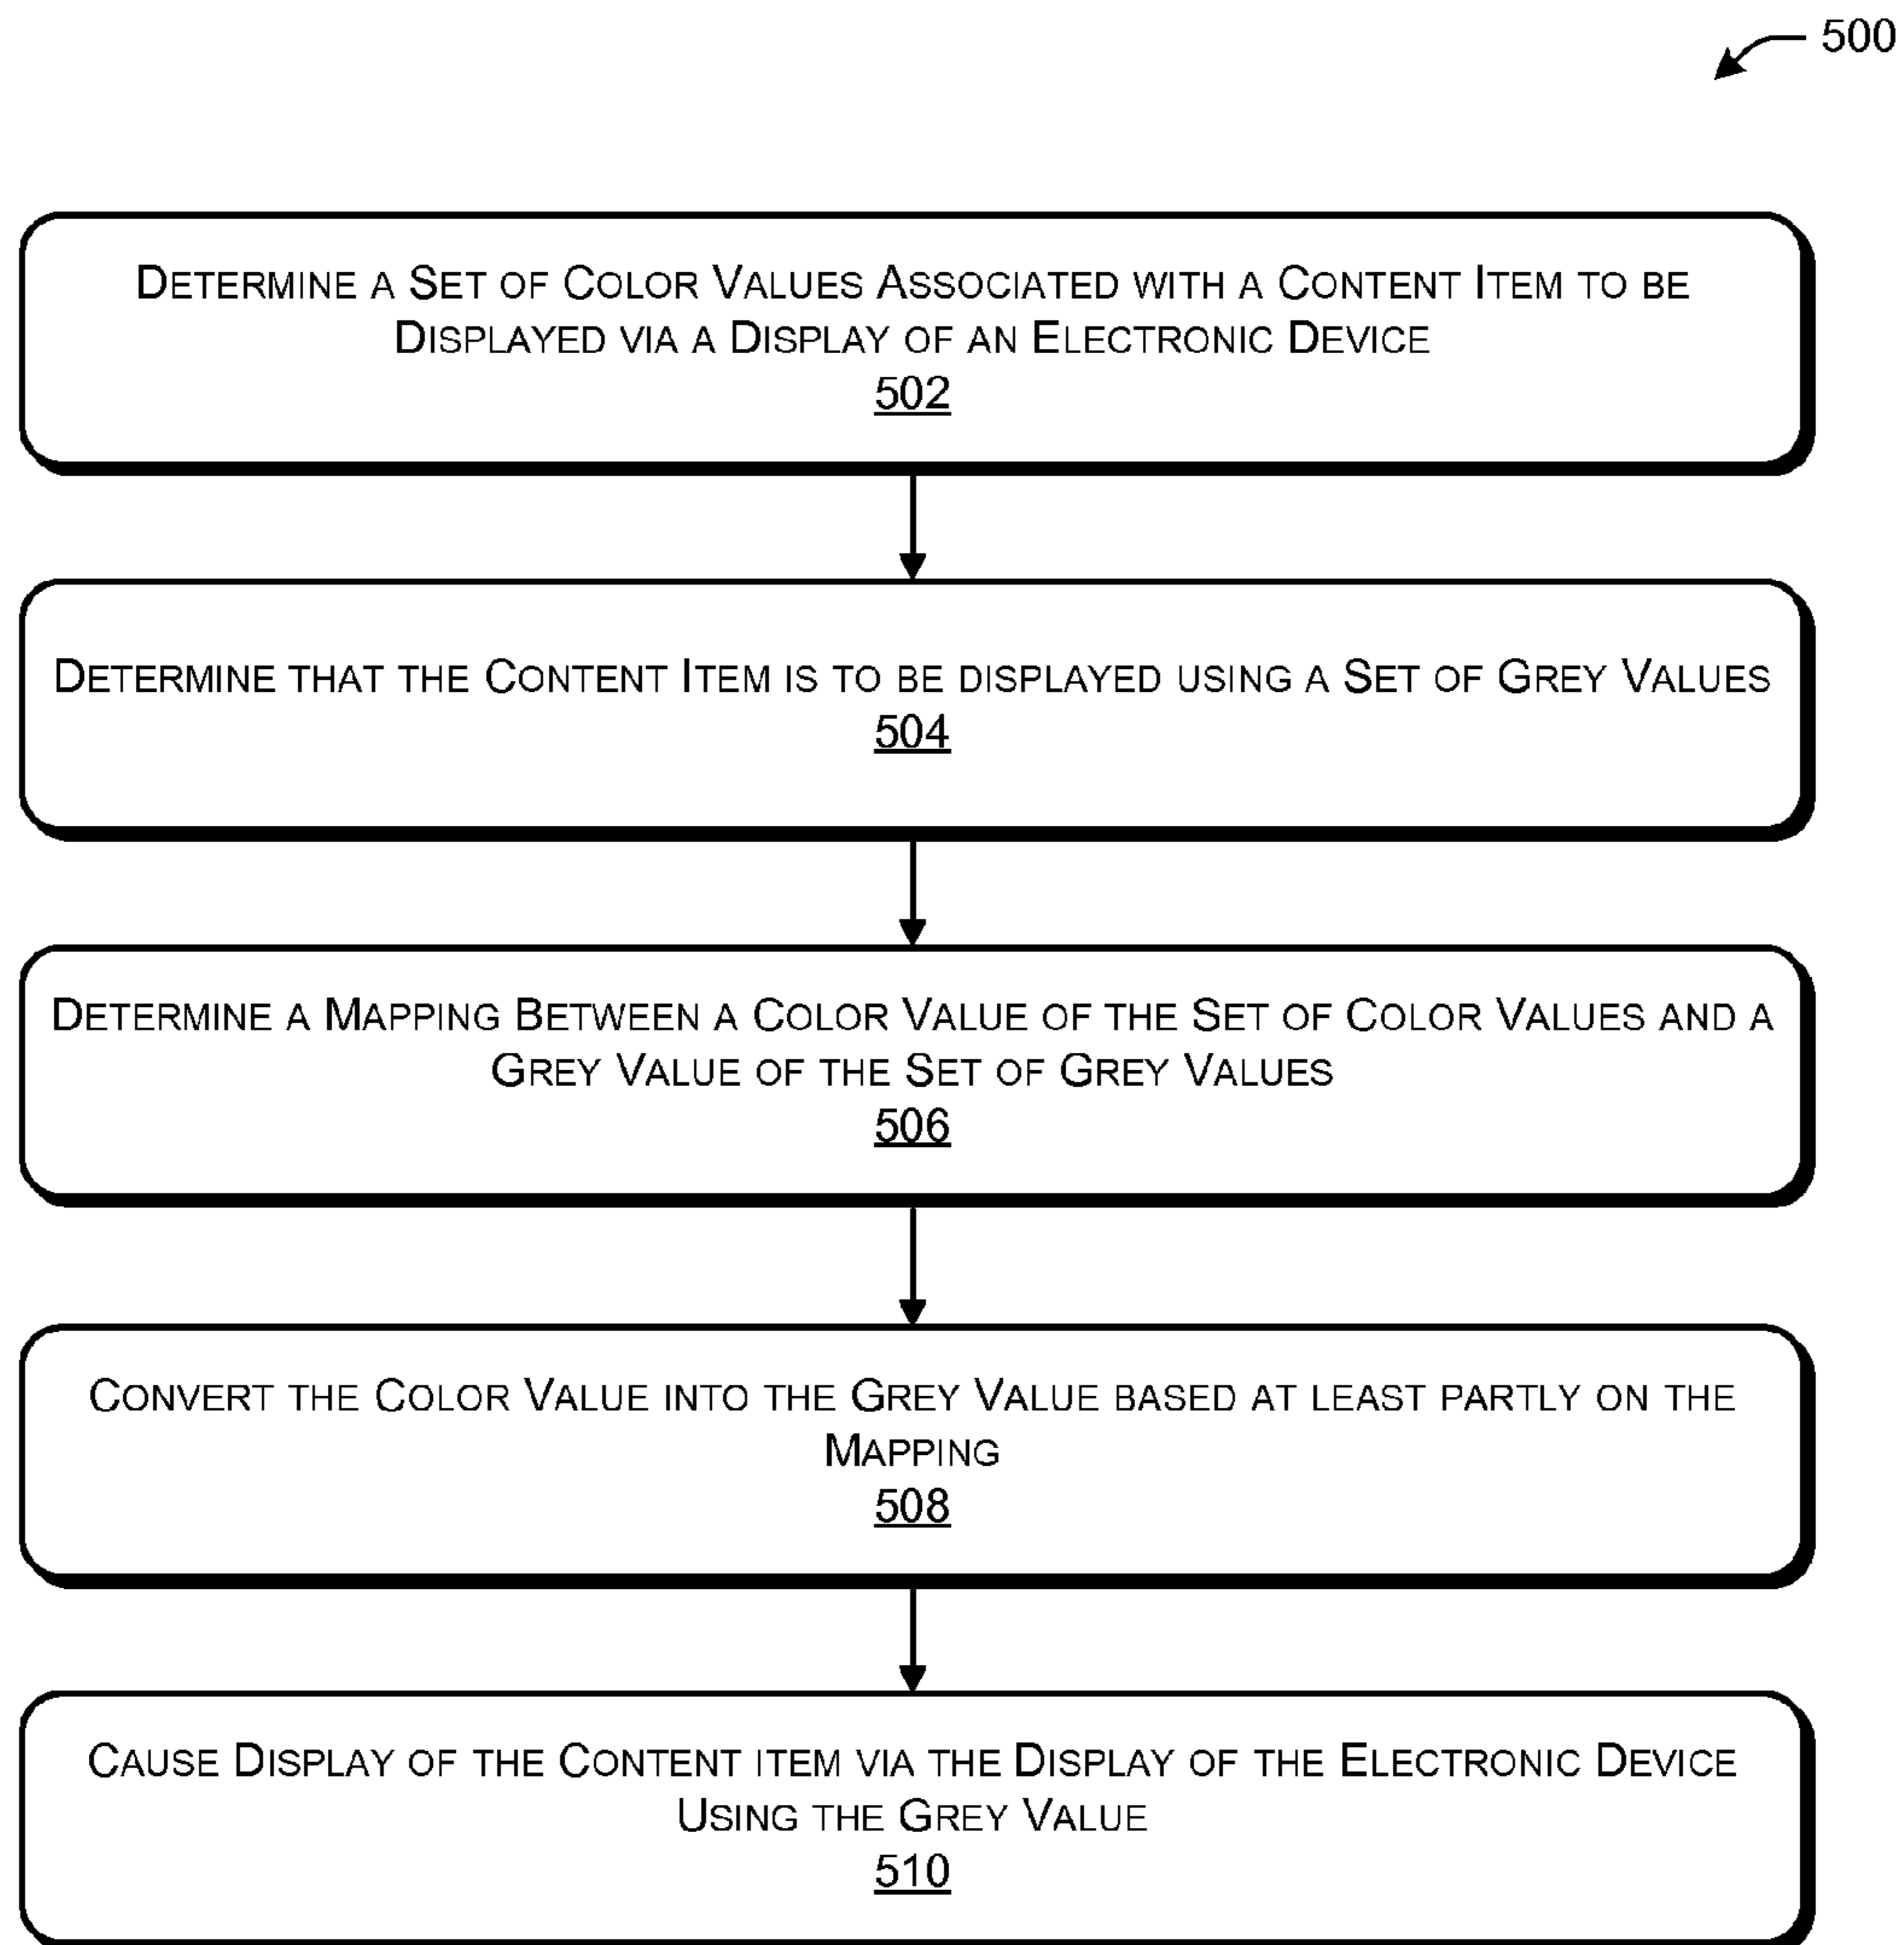 500
Determine a Set of Color Values Associated with a Content Item to be
Displayed via a Display of an Electronic Device
502
Determine that the Content Item is to be displayed using a Set of Grey Values
504
Determine a Mapping Between a Color Value of the Set of Color Values and a
Grey Value of the Set of Grey Values
506
Convert the Color Value into the Grey Value based at least partly on the
Mapping
508
Cause Display of the Content item via the Display of the Electronic Device
Using the Grey Value
510